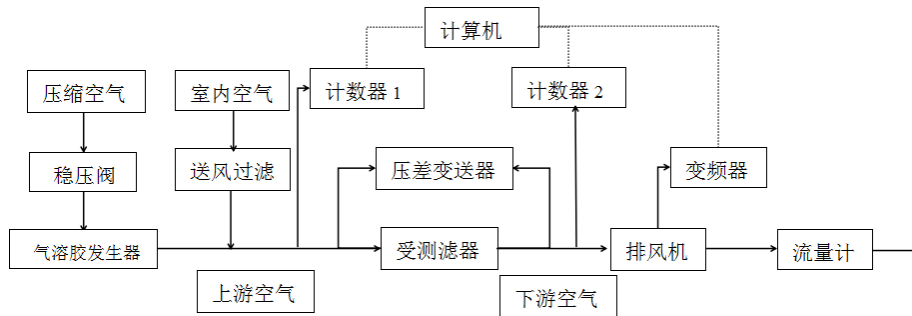 计算机
压缩空气
室内空气
计数器 1
计数器 2
稳压阀
送风过滤
压差变送器
变频器
气溶胶发生器
受测滤器
排风机
流量计
上游空气
下游空气